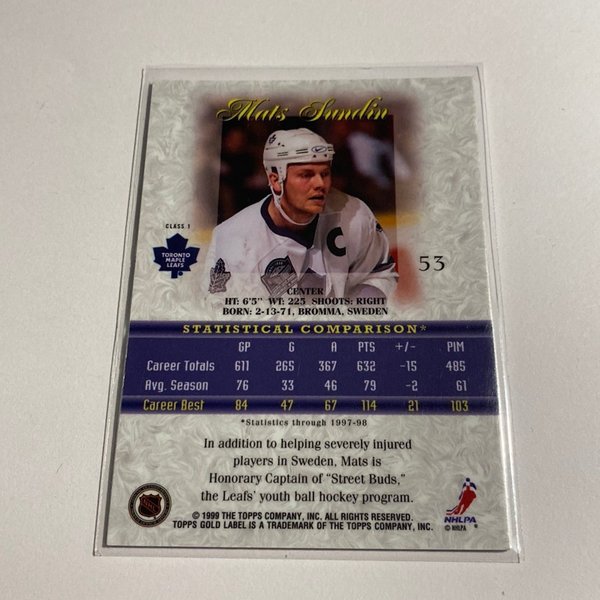 Mats Sundin
C
CLASS 1
TORONTO
MAPLE
LEAFS
53
CENTER
HT: 6'5" WT: 225 SHOOTS: RIGHT
BORN: 2-13-71, BROMMA, SWEDEN
STATISTICAL COMPARISON*
GP G A PTS +/- PIM
Career Totals 611 265 367 632 -15 485
Avg. Season 76 33 46 79 -2 61
Career Best 84 47 67 114 21 103
*Statistics through 1997-98
In addition to helping severely injured
players in Sweden, Mats is
Honorary Captain of "Street Buds,"
the Leafs' youth ball hockey program.
NHLPA
© NHLPA
© 1999 THE TOPPS COMPANY, INC. ALL RIGHTS RESERVED.
TOPPS GOLD LABEL IS A TRADEMARK OF THE TOPPS COMPANY, INC.